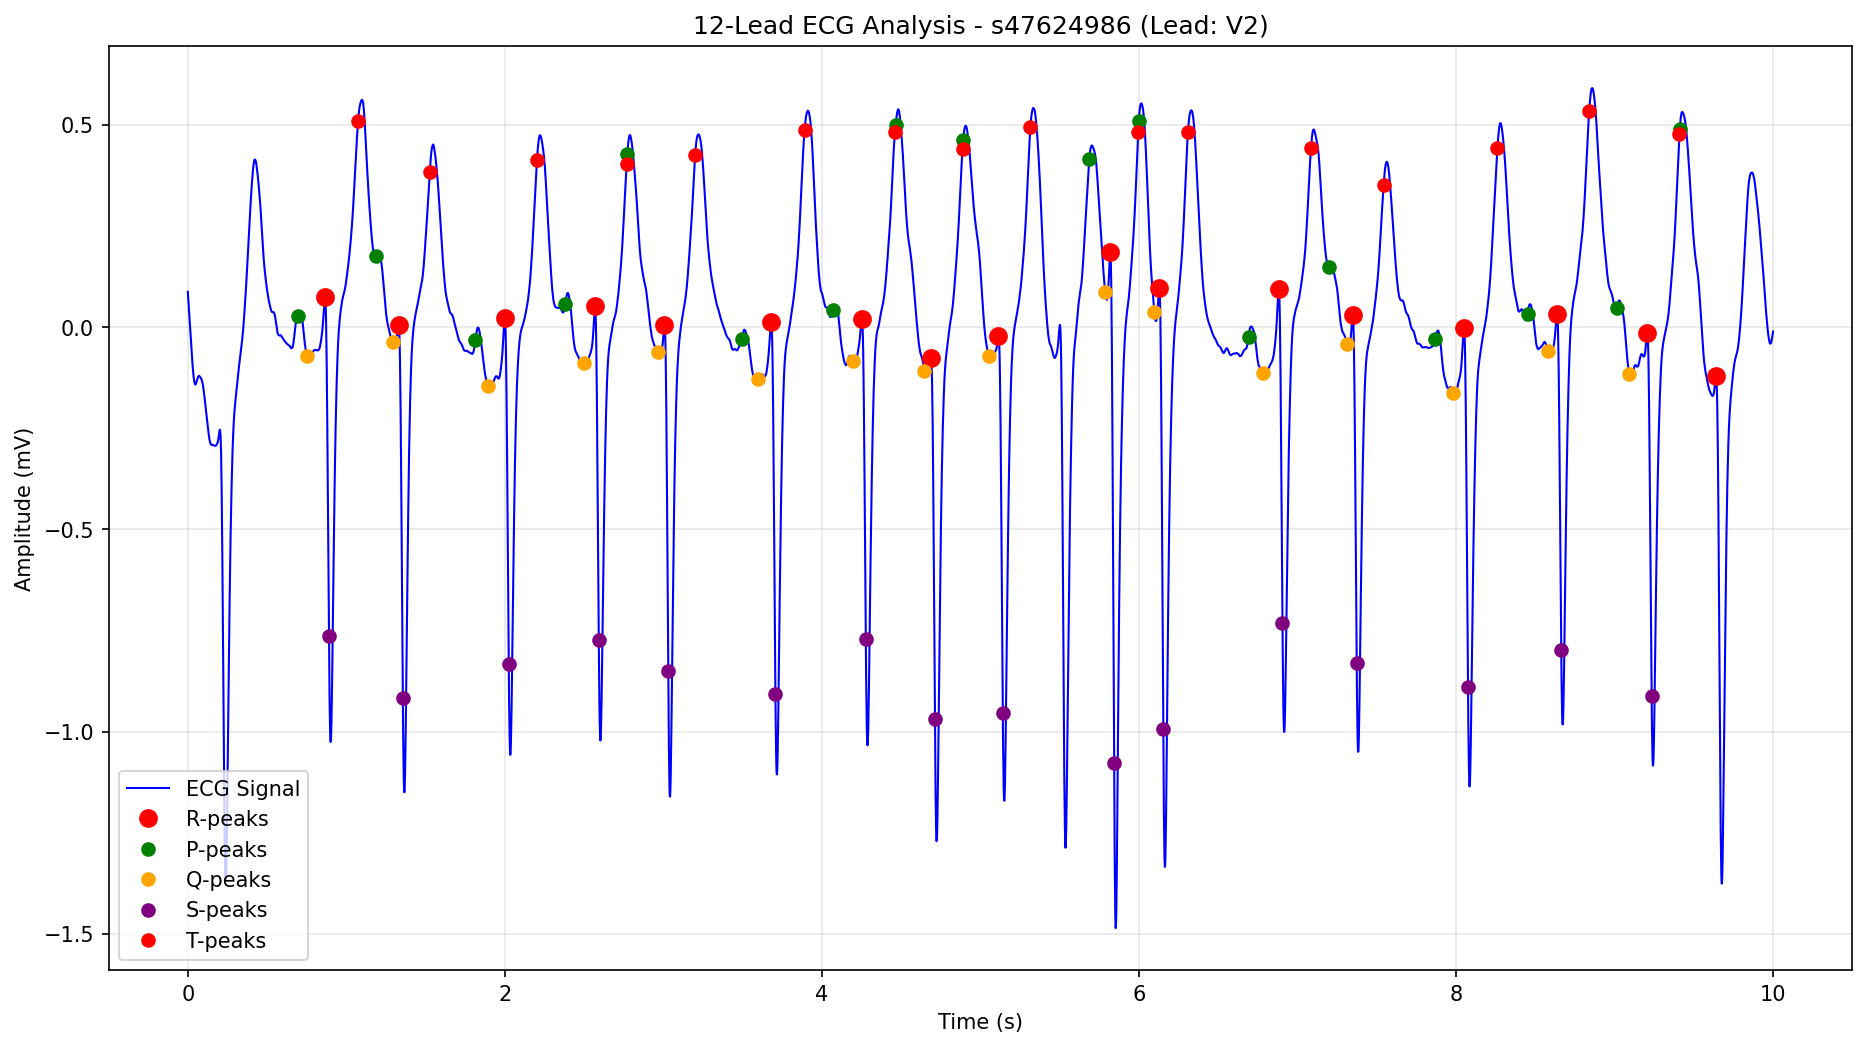 12-Lead ECG Analysis - s47624986 (Lead: V2)
Amplitude (mV)
0.5
0.0
−0.5
−1.0
−1.5
ECG Signal
R-peaks
P-peaks
Q-peaks
S-peaks
T-peaks
0 2 4 6 8 10
Time (s)